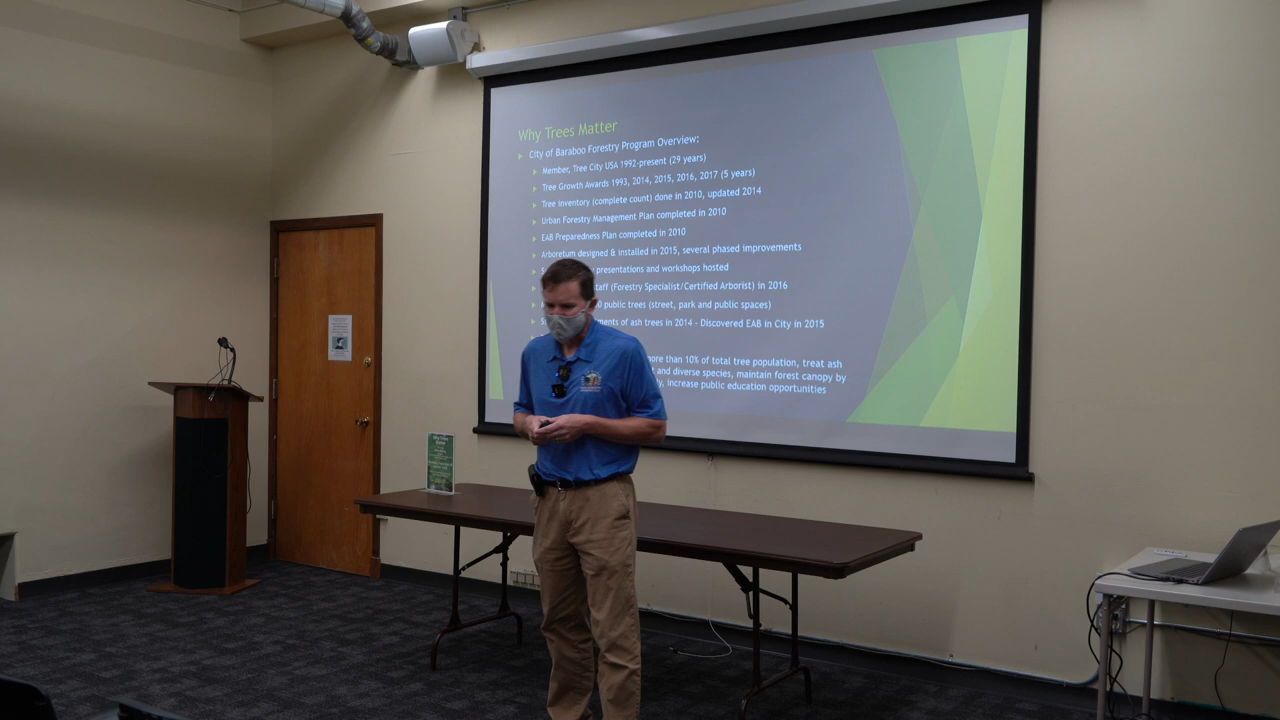 Why Trees Matter
City of Baraboo Forestry Program Overview:
Member, Tree City USA 1992-present (29 years)
Tree Growth Awards 1993, 2014, 2015, 2016, 2017 (5 years)
Tree inventory (complete count) done in 2010, updated 2014
Urban Forestry Management Plan completed in 2010
EAB Preparedness Plan completed in 2010
Arboretum designed & installed in 2015, several phased improvements
presentations and workshops hosted
(Forestry Specialist/Certified Arborist) in 2016
public trees (street, park and public spaces)
of ash trees in 2014 - Discovered EAB in City in 2015
more than 10% of total tree population, treat ash
and diverse species, maintain forest canopy by
increase public education opportunities
Why Trees
Matter